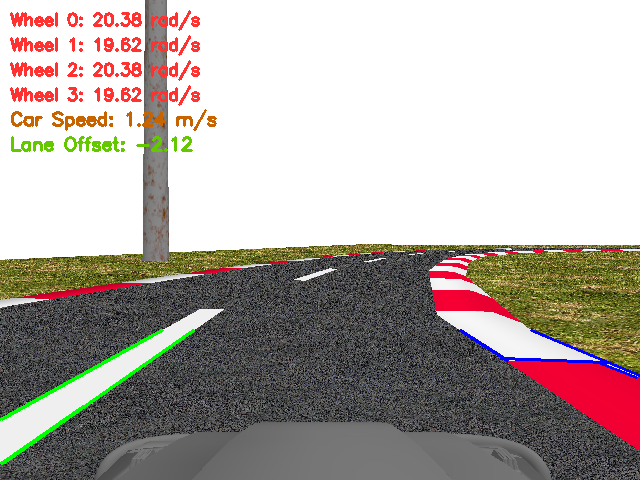 Wheel 0: 20.38 rad/s
Wheel 1: 19.62 rad/s
Wheel 2: 20.38 rad/s
Wheel 3: 19.62 rad/s
Car Speed: 1.24 m/s
Lane Offset: -2.12